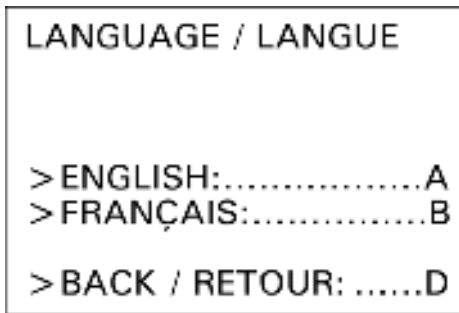 LANGUAGE / LANGUE
>ENGLISH:.................A
>FRANÇAIS:...............B
>BACK / RETOUR: ......D